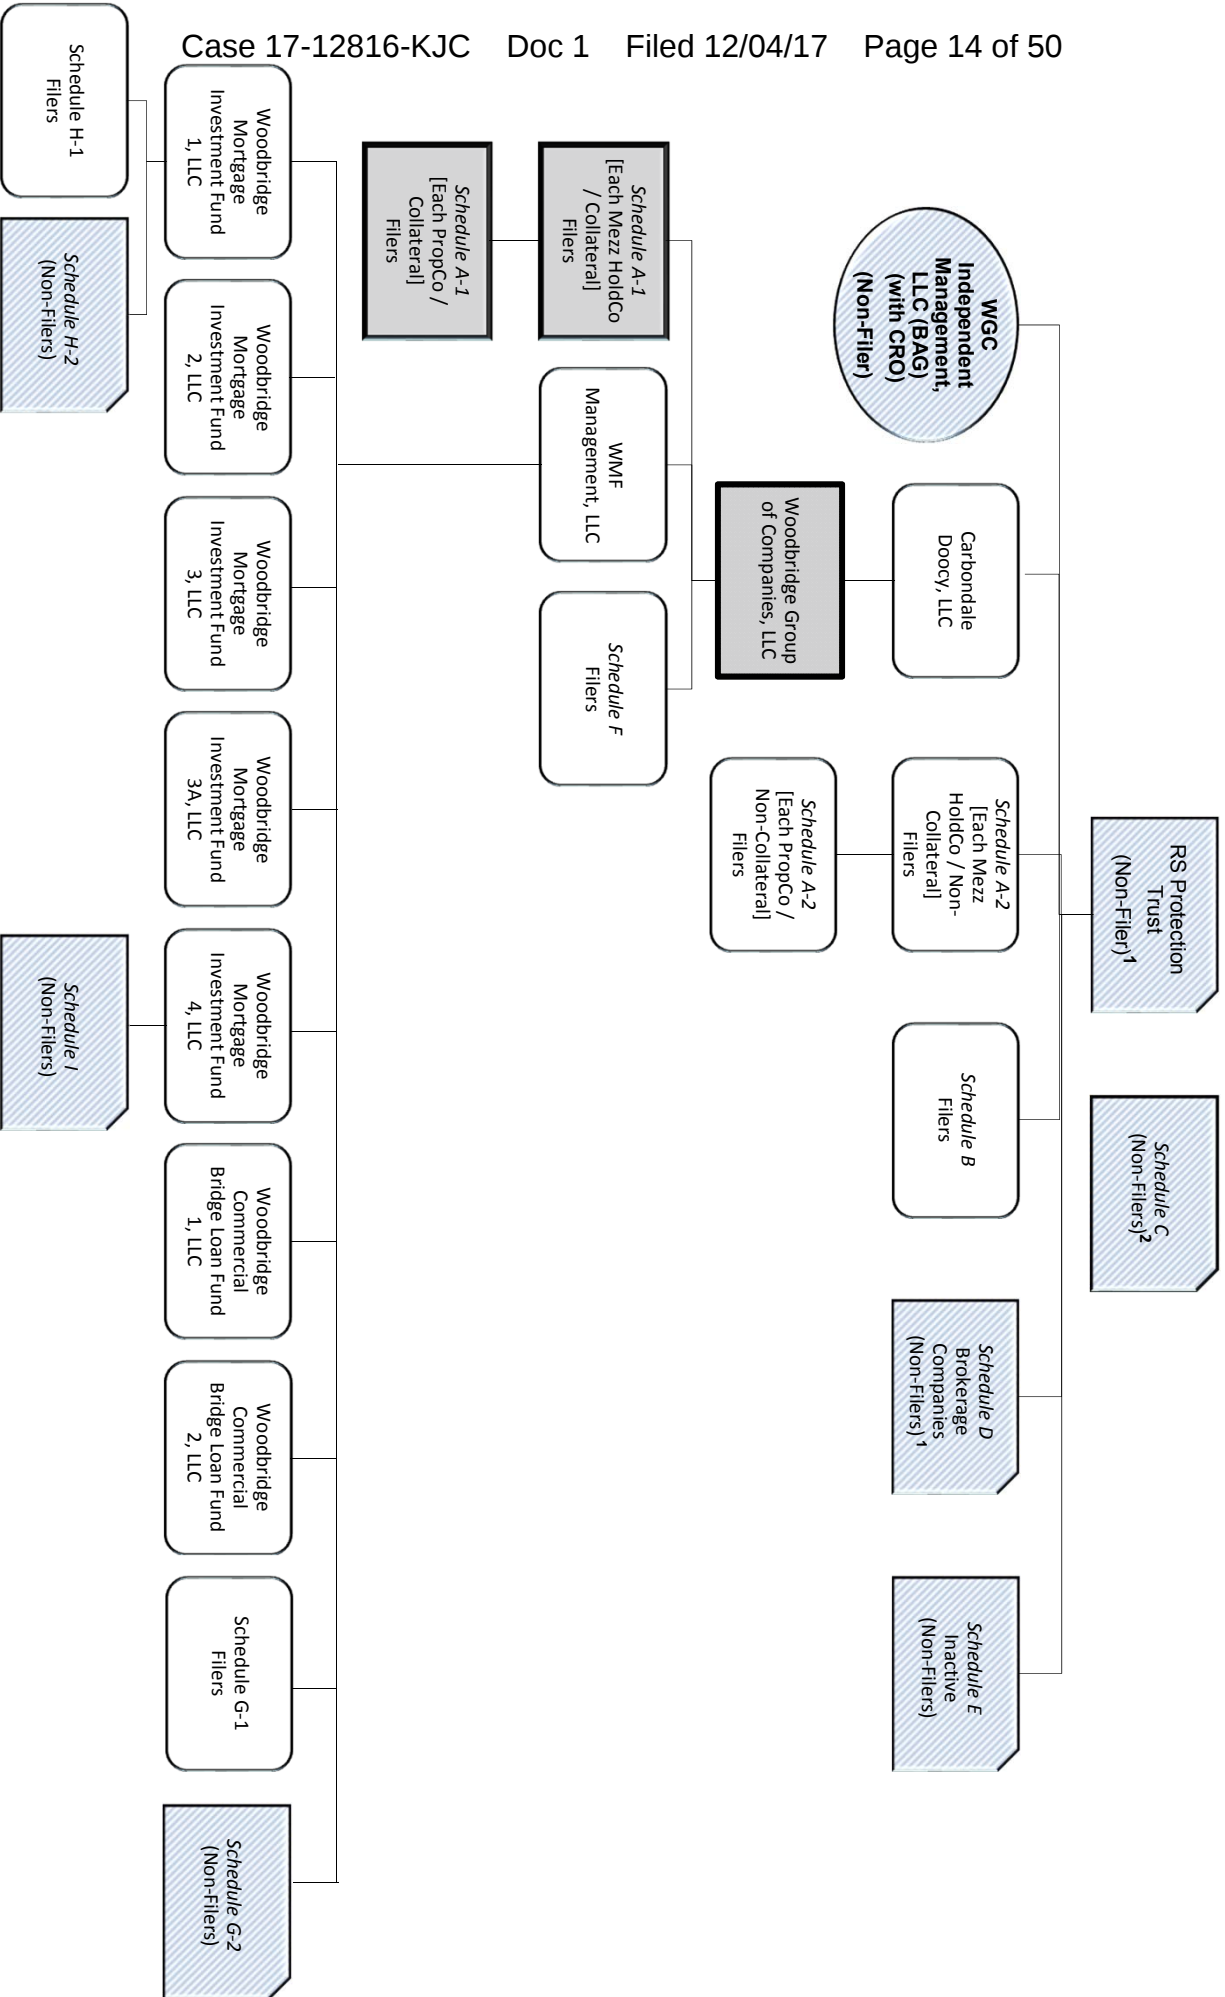 Case 17-12816-KJC Doc 1 Filed 12/04/17 Page 14 of 50
RS Protection
Trust
(Non-Filer)1
Schedule C
(Non-Filers)2
WGC
Independent
Management,
LLC (BAG)
(with CRO)
(Non-Filer)
Carbondale
Doocy, LLC
Schedule A-2
[Each Mezz
HoldCo / Non-
Collateral]
Filers
Schedule B
Filers
Schedule D
Brokerage
Companies
(Non-Filers) 1
Schedule E
Inactive
(Non-Filers)
Woodbridge Group
of Companies, LLC
Schedule A-2
[Each PropCo /
Non-Collateral]
Filers
Schedule A-1
[Each Mezz HoldCo
/ Collateral]
Filers
WMF
Management, LLC
Schedule F
Filers
Schedule A-1
[Each PropCo /
Collateral]
Filers
Woodbridge
Mortgage
Investment Fund
1, LLC
Woodbridge
Mortgage
Investment Fund
2, LLC
Woodbridge
Mortgage
Investment Fund
3, LLC
Woodbridge
Mortgage
Investment Fund
3A, LLC
Woodbridge
Mortgage
Investment Fund
4, LLC
Woodbridge
Commercial
Bridge Loan Fund
1, LLC
Woodbridge
Commercial
Bridge Loan Fund
2, LLC
Schedule G-1
Filers
Schedule G-2
(Non-Filers)
Schedule H-1
Filers
Schedule H-2
(Non-Filers)
Schedule I
(Non-Filers)